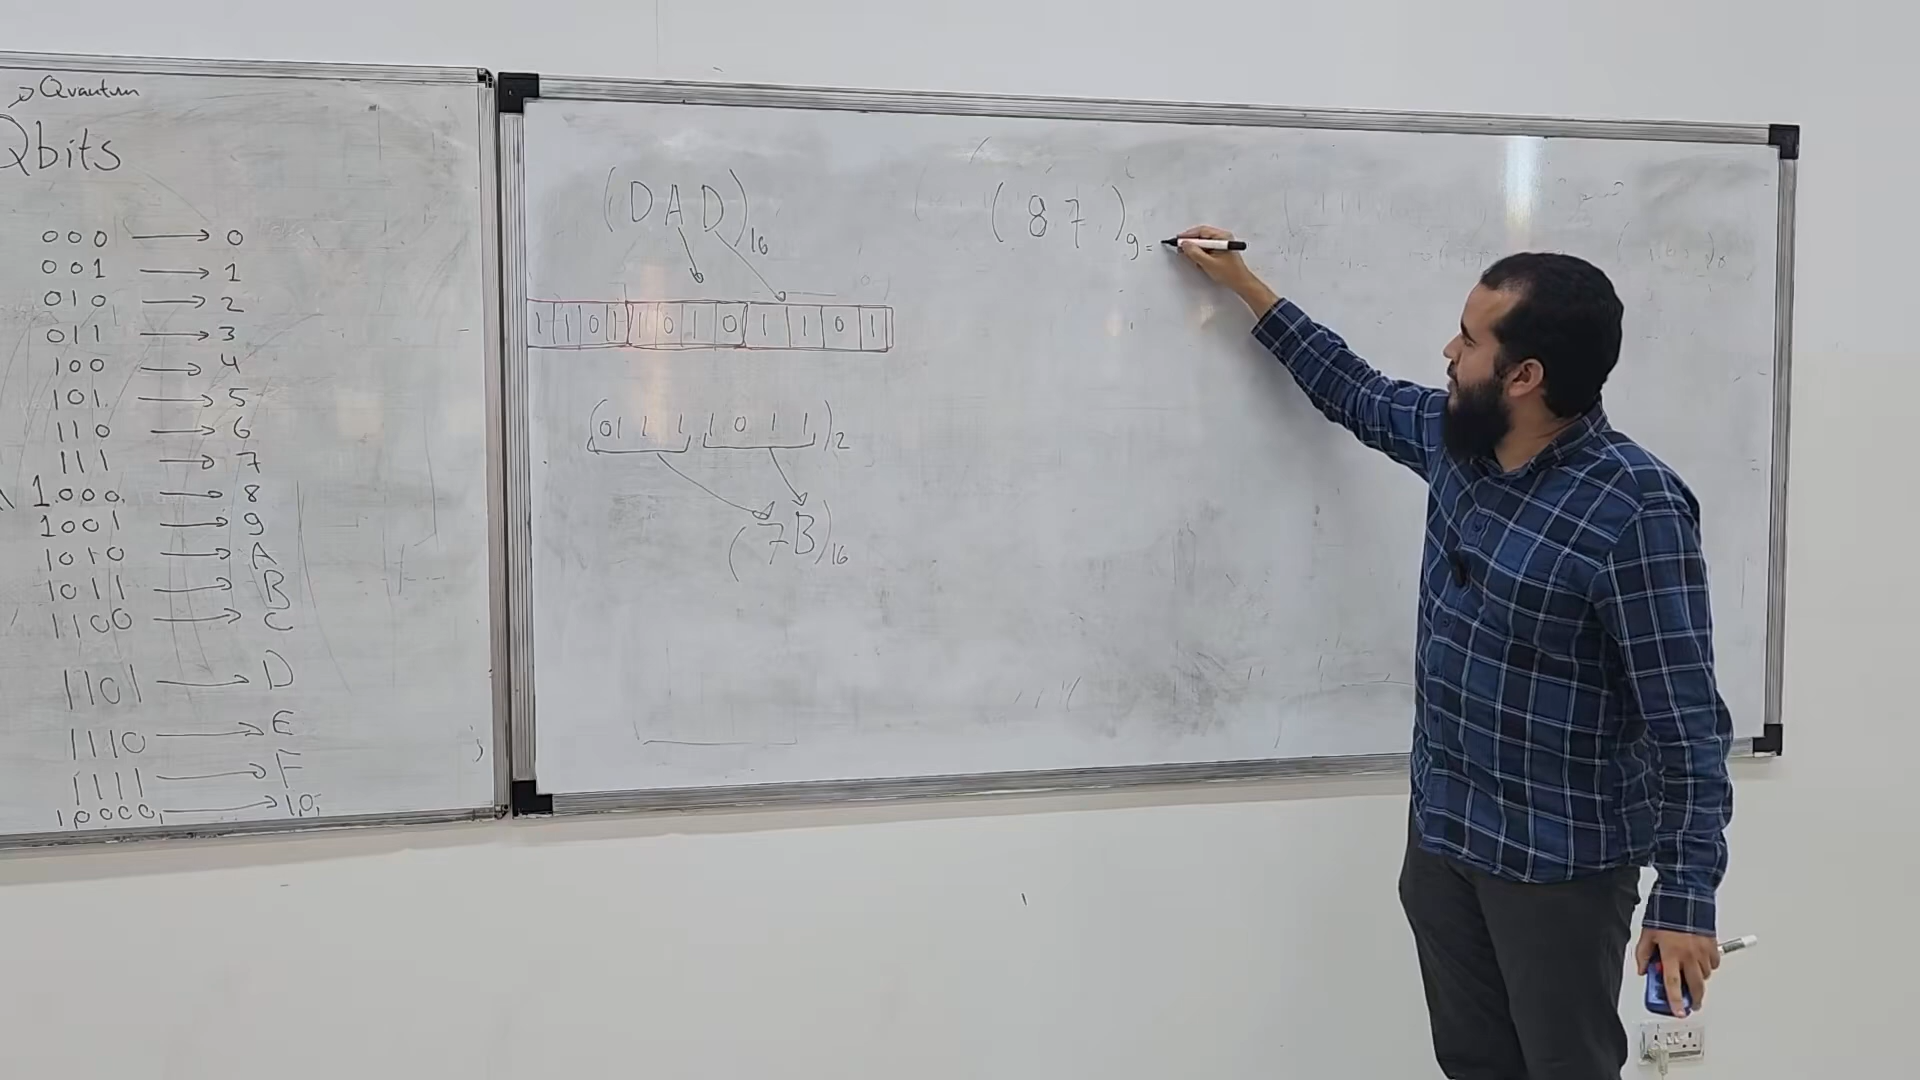 Quantum
Qbits
000 → 0
001 → 1
010 → 2
011 → 3
100 → 4
101 → 5
110 → 6
111 → 7
1000 → 8
1001 → 9
1010 → A
1011 → B
1100 → C
1101 → D
1110 → E
1111 → F
10000 → 10
(DAD)16
1 1 0 1 1 0 1 0 1 1 0 1
(0111 1011)2
(7B)16
(87)9 =